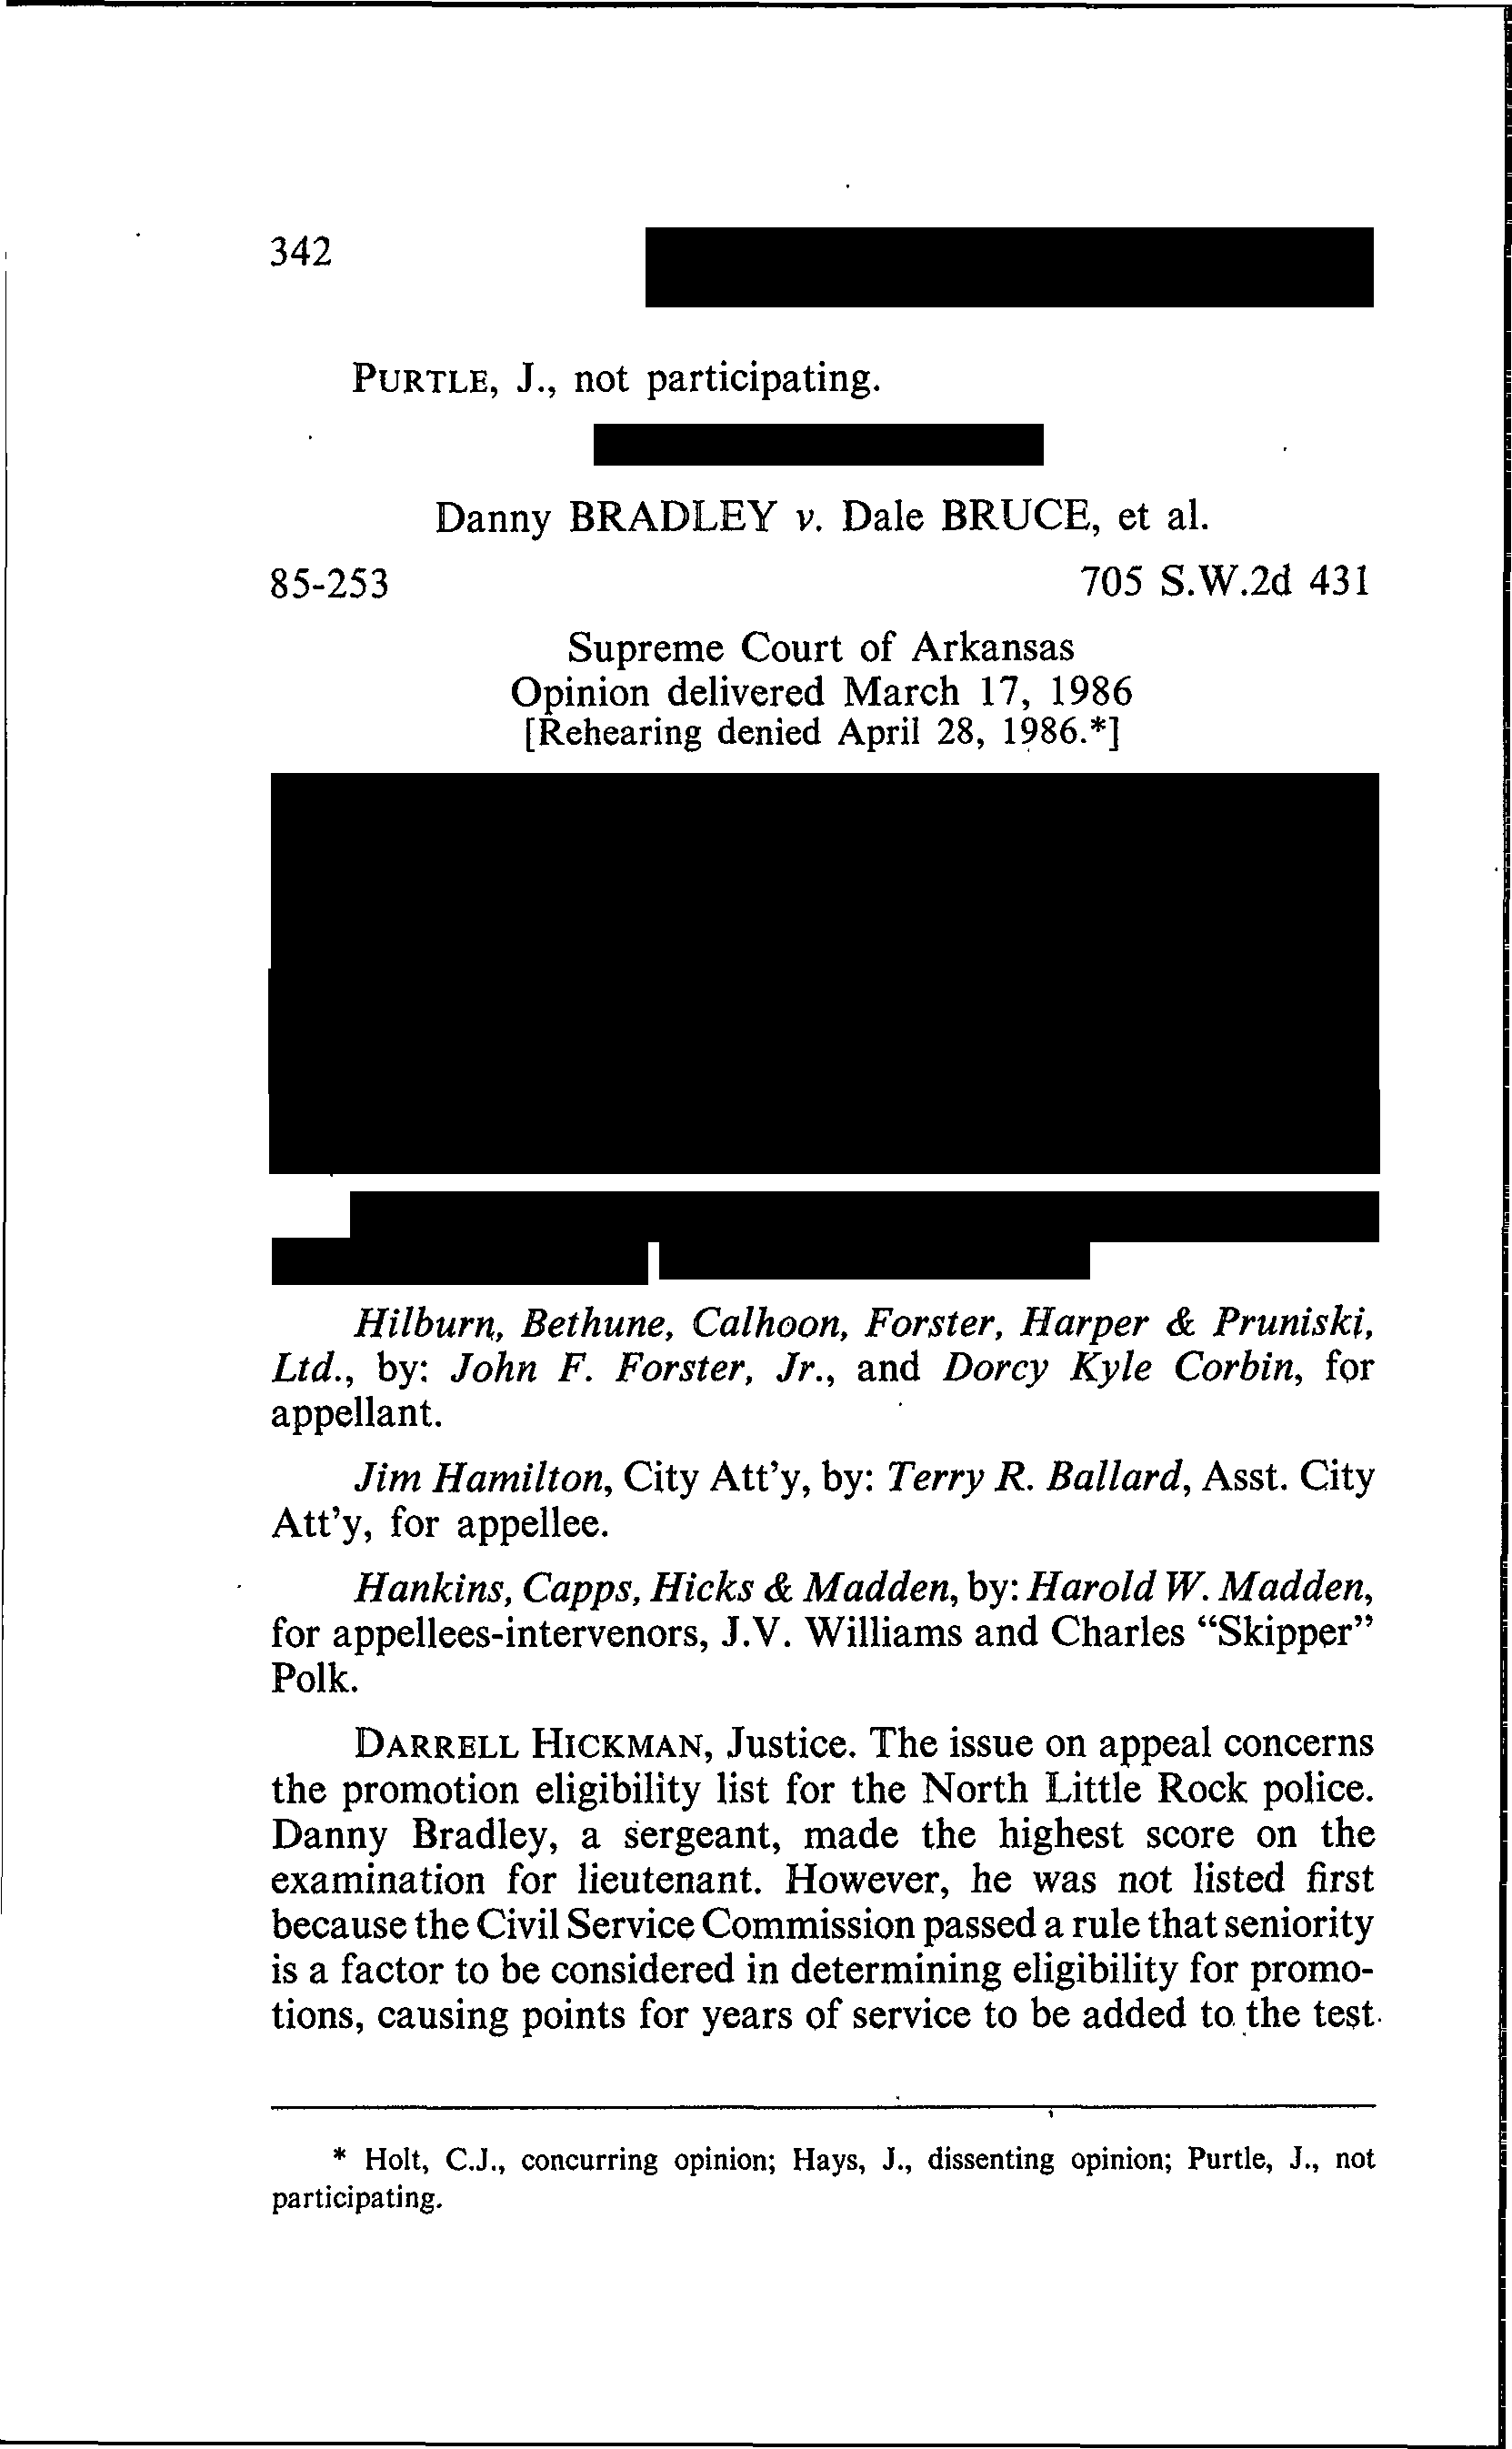 342
PURTLE, J., not participating.
Danny BRADLEY v. Dale BRUCE, et al.
85-253 705 S.W.2d 431
Supreme Court of Arkansas
Opinion delivered March 17, 1986
[Rehearing denied April 28, 1986.*]
Hilburn, Bethune, Calhoon, Forster, Harper & Pruniski,
Ltd., by: John F. Forster, Jr., and Dorcy Kyle Corbin, for
appellant.
Jim Hamilton, City Att'y, by: Terry R. Ballard, Asst. City
Att'y, for appellee.
Hankins, Capps, Hicks & Madden, by: Harold W. Madden,
for appellees-intervenors, J.V. Williams and Charles “Skipper”
Polk.
DARRELL HICKMAN, Justice. The issue on appeal concerns
the promotion eligibility list for the North Little Rock police.
Danny Bradley, a sergeant, made the highest score on the
examination for lieutenant. However, he was not listed first
because the Civil Service Commission passed a rule that seniority
is a factor to be considered in determining eligibility for promo-
tions, causing points for years of service to be added to the test
* Holt, C.J., concurring opinion; Hays, J., dissenting opinion; Purtle, J., not
participating.